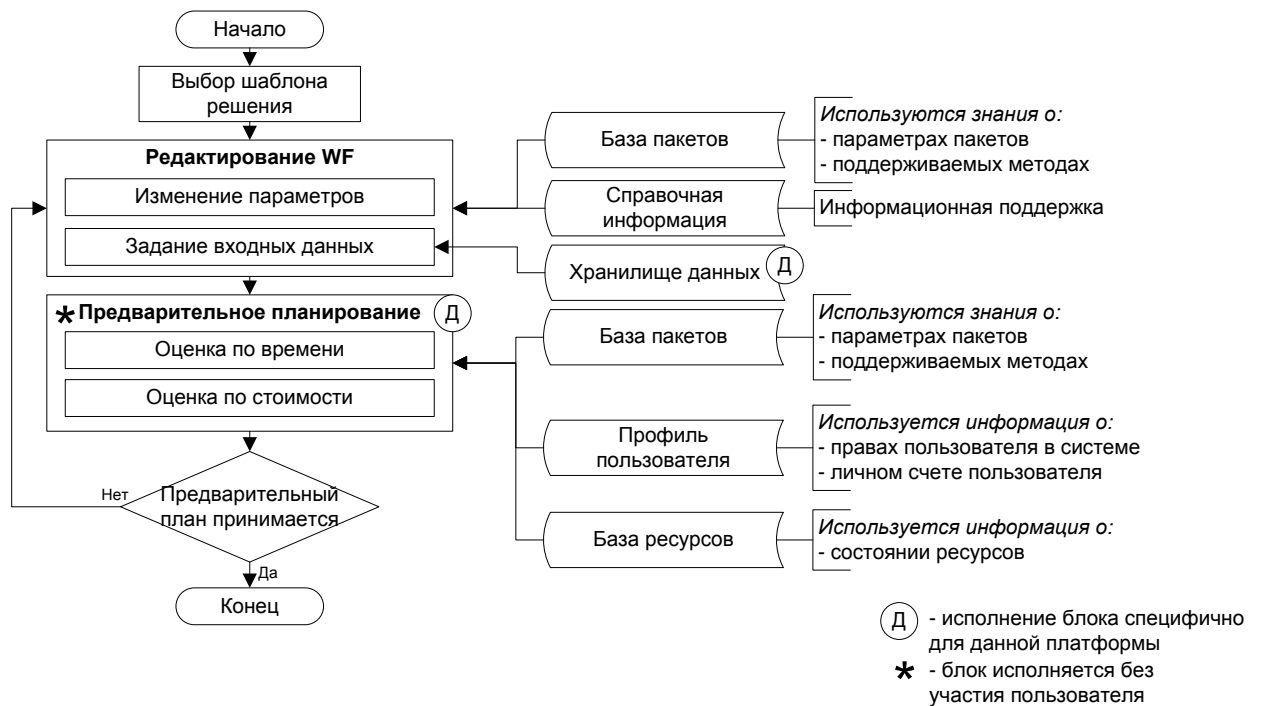 Начало
Выбор шаблона
решения
Редактирование WF
Изменение параметров
Задание входных данных
База пакетов
Используются знания о:
- параметрах пакетов
- поддерживаемых методах
Справочная
информация
Информационная поддержка
Хранилище данных
Д
* Предварительное планирование
Д
Оценка по времени
Оценка по стоимости
База пакетов
Используются знания о:
- параметрах пакетов
- поддерживаемых методах
Профиль
пользователя
Используется информация о:
- правах пользователя в системе
- личном счете пользователя
База ресурсов
Используется информация о:
- состоянии ресурсов
Нет
Предварительный
план принимается
Да
Конец
Д - исполнение блока специфично
для данной платформы
* - блок исполняется без
участия пользователя